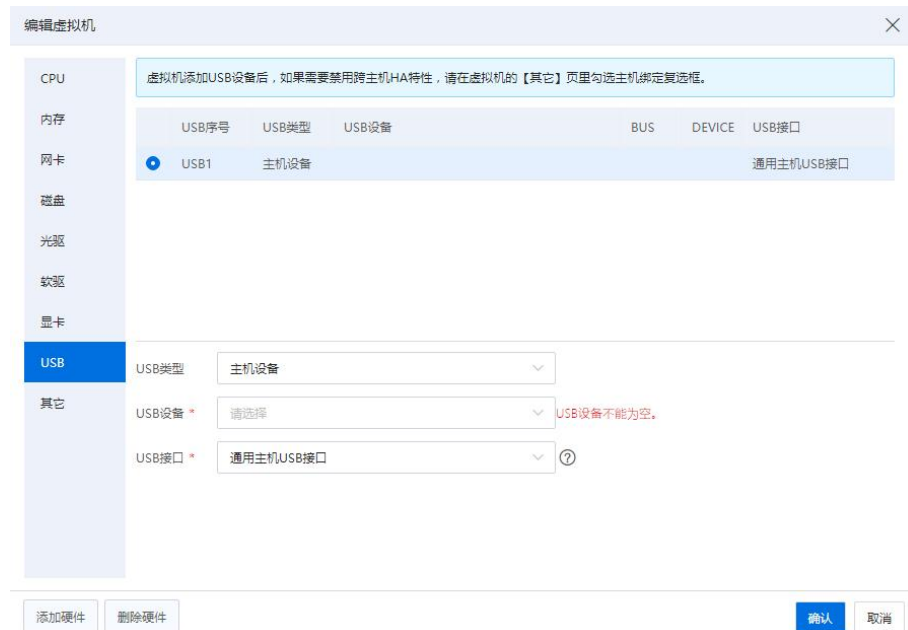 编辑虚拟机
CPU
内存
网卡
磁盘
光驱
软驱
显卡
USB
其它
虚拟机添加USB设备后，如果需要禁用跨主机HA特性，请在虚拟机的【其它】页里勾选主机绑定复选框。
USB序号 USB类型 USB设备 BUS DEVICE USB接口
USB1 主机设备 通用主机USB接口
USB类型 主机设备
USB设备 * 请选择 USB设备不能为空。
USB接口 * 通用主机USB接口 ?
添加硬件 删除硬件 确认 取消